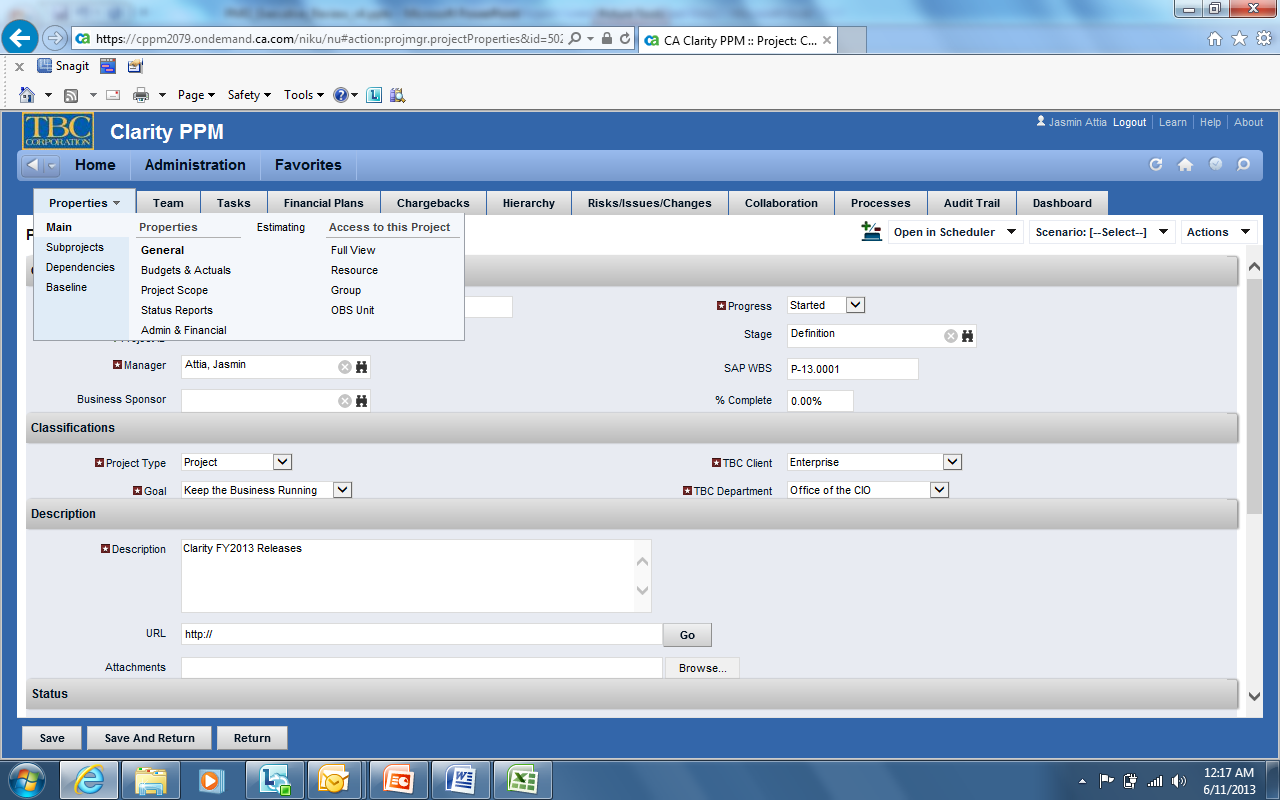 https://cppm2079.ondemand.ca.com/niku/nu#action:projmgr.projectProperties&id=502
CA Clarity PPM :: Project: C...
Snagit
Page Safety Tools
TBC CORPORATION
Clarity PPM
Jasmin Attia Logout Learn Help About
Home Administration Favorites
Properties Team Tasks Financial Plans Chargebacks Hierarchy Risks/Issues/Changes Collaboration Processes Audit Trail Dashboard
Main Properties Estimating Access to this Project
Open in Scheduler Scenario: [--Select--] Actions
Subprojects General Full View
Dependencies Budgets & Actuals Resource
Baseline Project Scope Group
Status Reports OBS Unit
Admin & Financial
Progress Started
Stage Definition
Manager Attia, Jasmin SAP WBS P-13.0001
Business Sponsor % Complete 0.00%
Classifications
Project Type Project TBC Client Enterprise
Goal Keep the Business Running TBC Department Office of the CIO
Description
Description Clarity FY2013 Releases
URL http:// Go
Attachments Browse...
Status
Save Save And Return Return
12:17 AM
6/11/2013